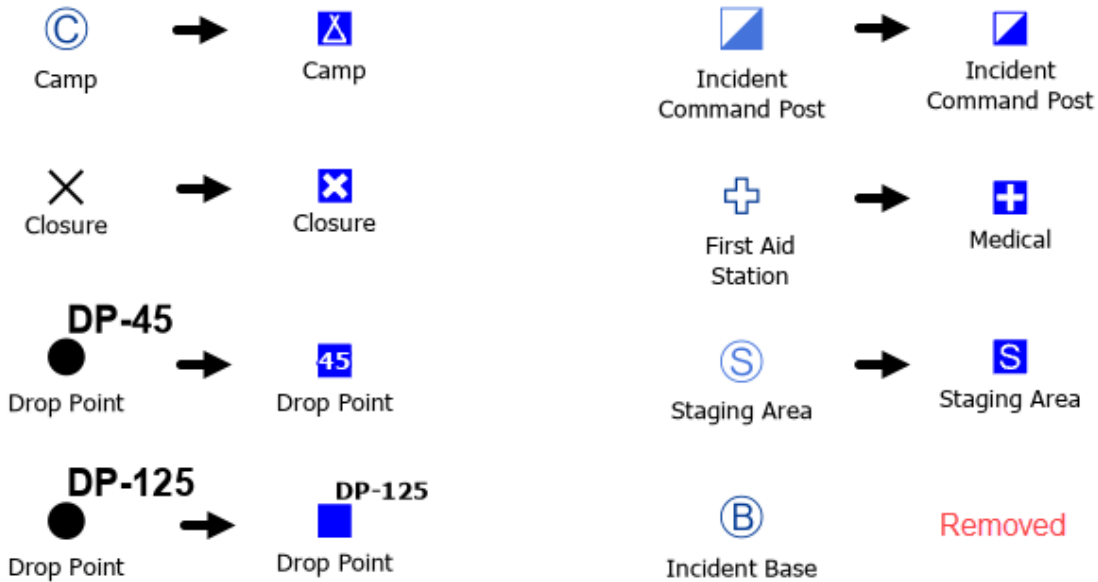 C
Camp
Camp
Incident
Command Post
Incident
Command Post
Closure
Closure
First Aid
Station
Medical
DP-45
Drop Point
45
Drop Point
S
Staging Area
S
Staging Area
DP-125
Drop Point
DP-125
Drop Point
B
Incident Base
Removed